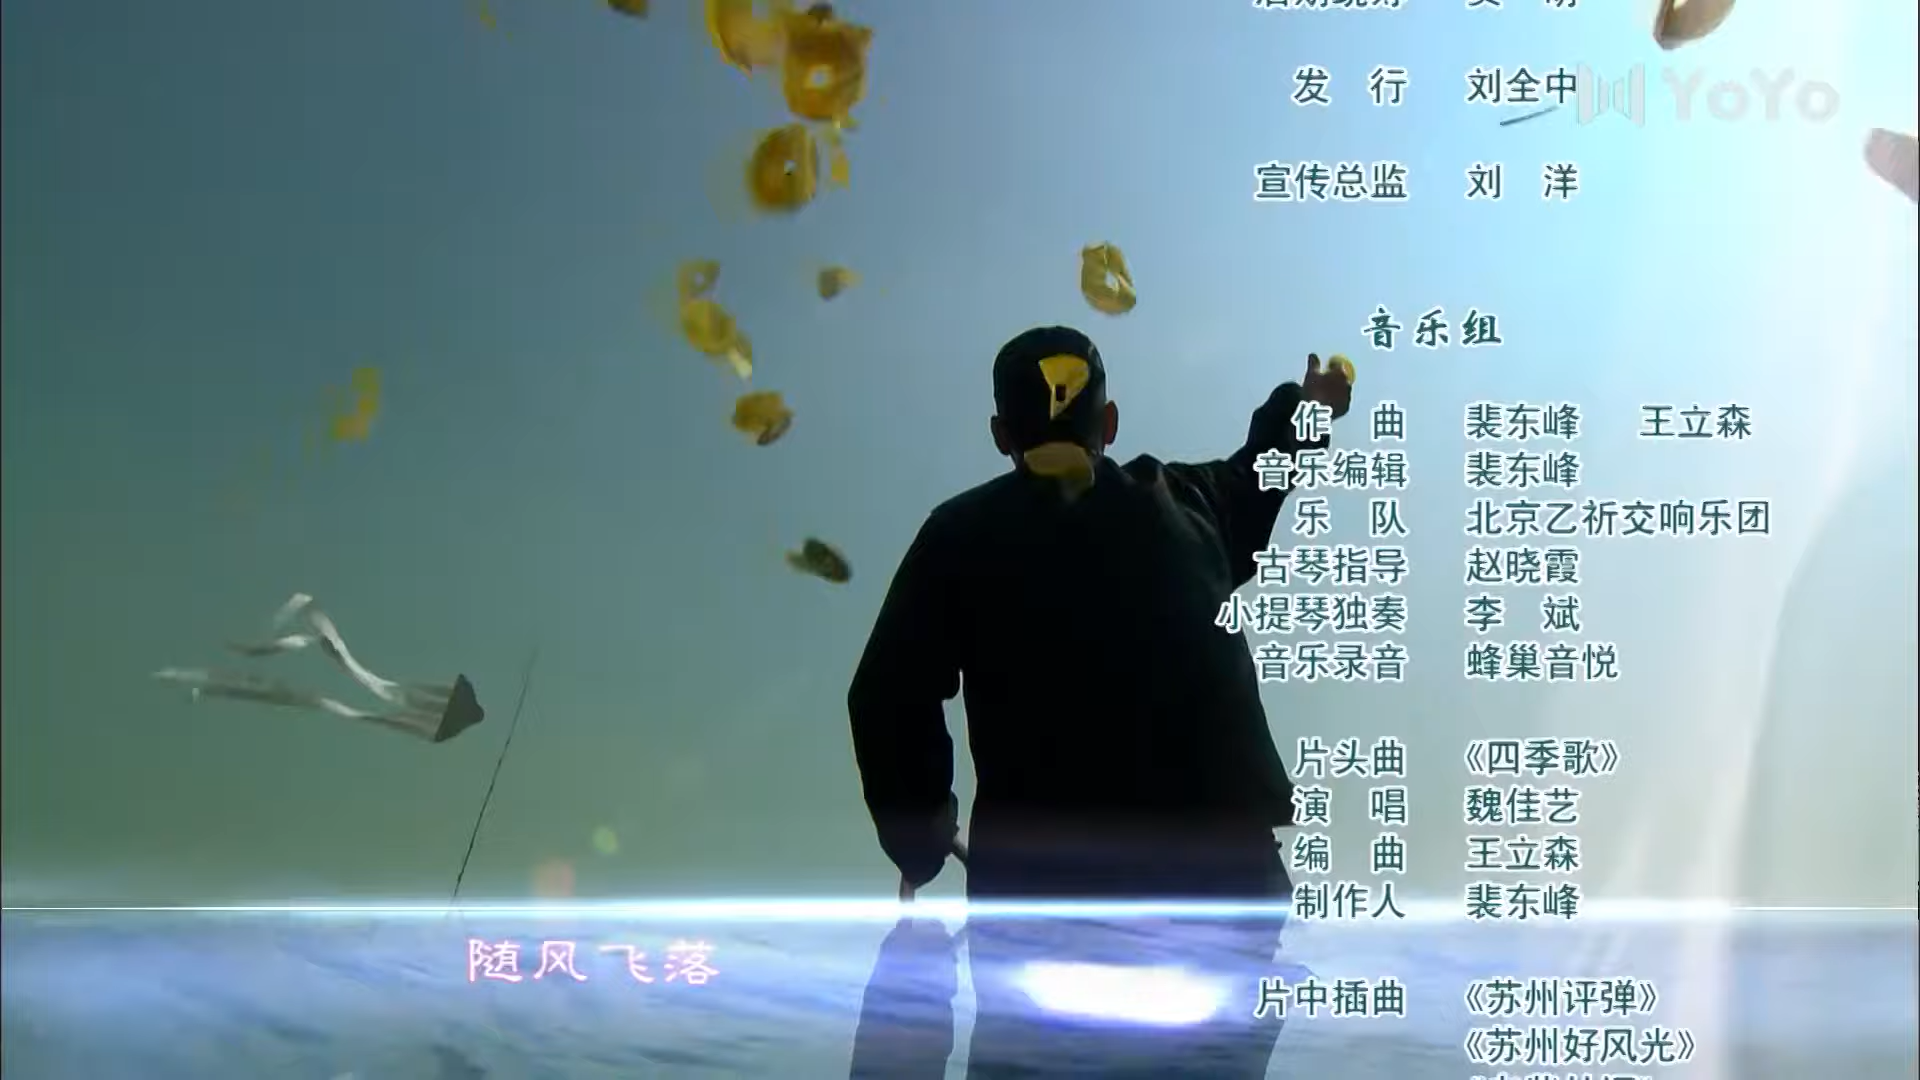 发 行 刘全中
YoYo
宣传总监 刘 洋
音乐组
作 曲 裴东峰 王立森
音乐编辑 裴东峰
乐 队 北京乙祈交响乐团
古琴指导 赵晓霞
小提琴独奏 李 斌
音乐录音 蜂巢音悦
片头曲 《四季歌》
演 唱 魏佳艺
编 曲 王立森
制作人 裴东峰
随风飞落
片中插曲 《苏州评弹》
《苏州好风光》